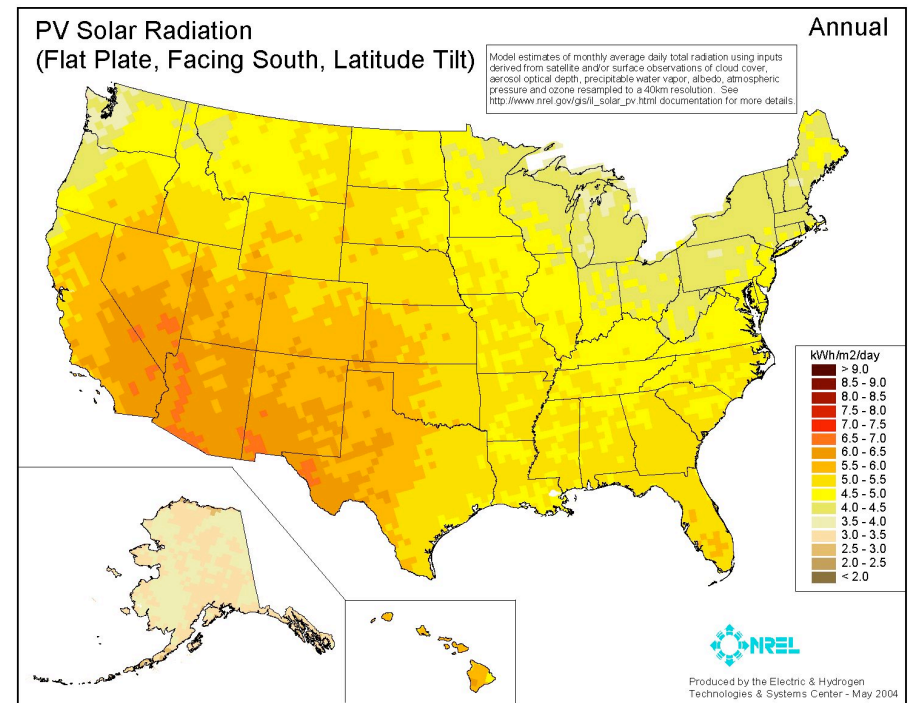 PV Solar Radiation
(Flat Plate, Facing South, Latitude Tilt)
Annual
Model estimates of monthly average daily total radiation using inputs
derived from satellite and/or surface observations of cloud cover,
aerosol optical depth, precipitable water vapor, albedo, atmospheric
pressure and ozone resampled to a 40km resolution. See
http://www.nrel.gov/gis/il_solar_pv.html documentation for more details.
kWh/m2/day
> 9.0
8.5 - 9.0
8.0 - 8.5
7.5 - 8.0
7.0 - 7.5
6.5 - 7.0
6.0 - 6.5
5.5 - 6.0
5.0 - 5.5
4.5 - 5.0
4.0 - 4.5
3.5 - 4.0
3.0 - 3.5
2.5 - 3.0
2.0 - 2.5
< 2.0
NREL
Produced by the Electric & Hydrogen
Technologies & Systems Center - May 2004